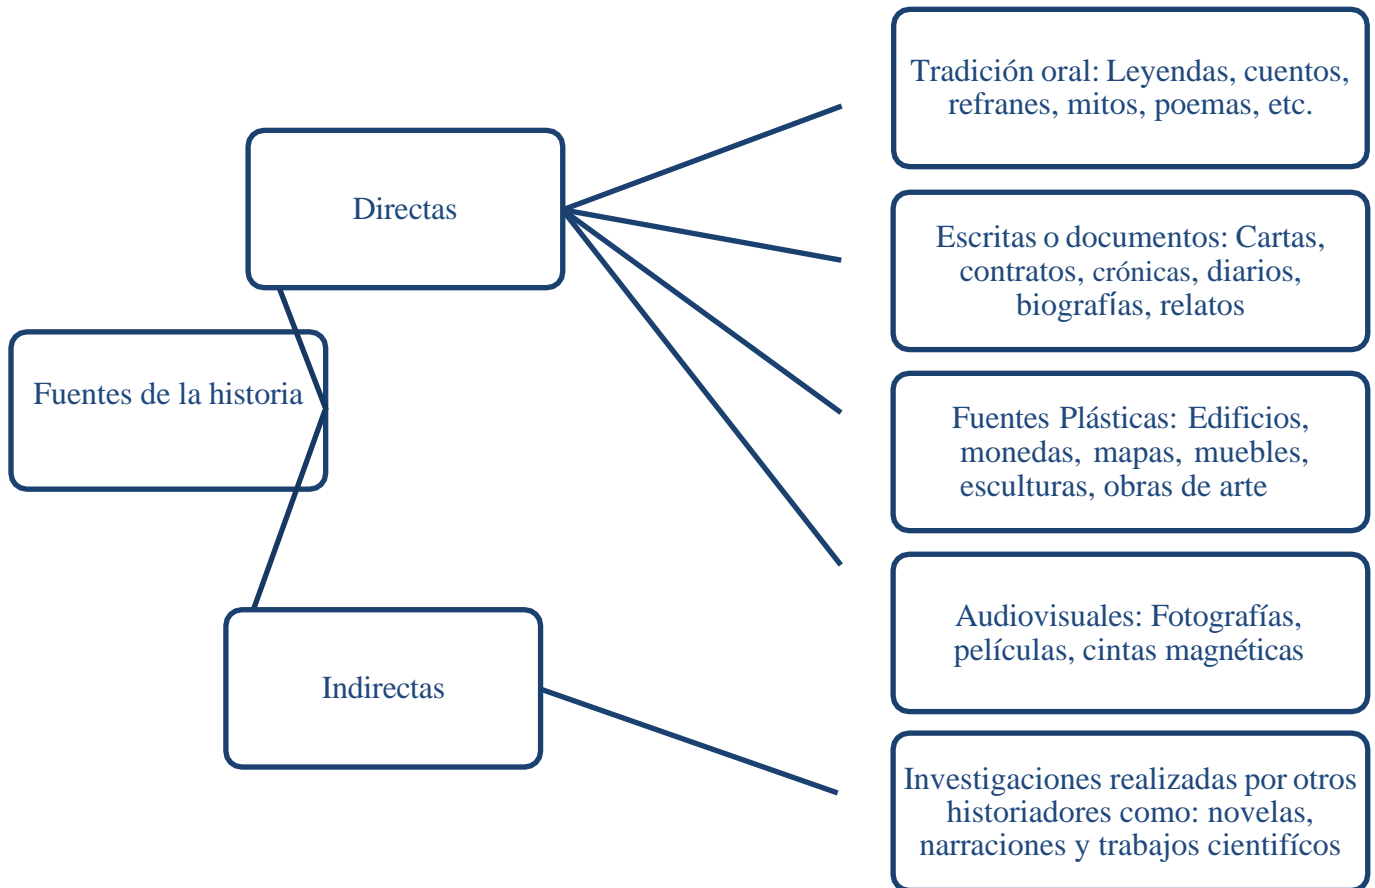 Fuentes de la historia
Directas
Tradición oral: Leyendas, cuentos,
refranes, mitos, poemas, etc.
Escritas o documentos: Cartas,
contratos, crónicas, diarios,
biografías, relatos
Fuentes Plásticas: Edificios,
monedas, mapas, muebles,
esculturas, obras de arte
Audiovisuales: Fotografías,
películas, cintas magnéticas
Indirectas
Investigaciones realizadas por otros
historiadores como: novelas,
narraciones y trabajos cientifícos